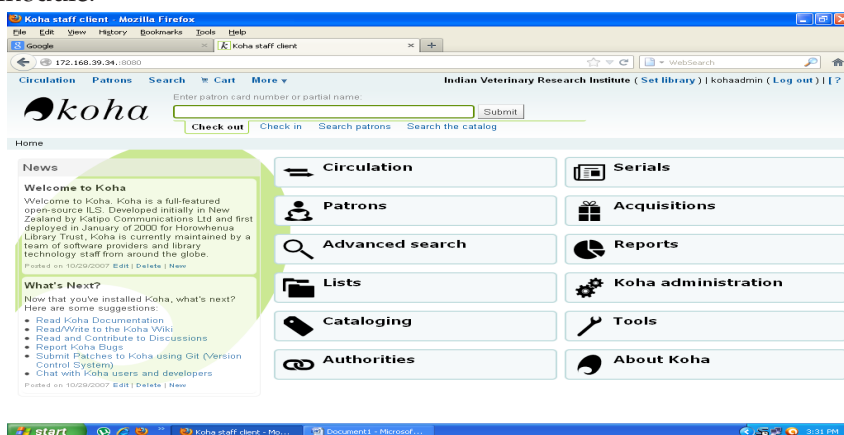 module.
Koha staff client - Mozilla Firefox
File Edit View History Bookmarks Tools Help
Google × Koha staff client × +
172.168.39.34.:8080 WebSearch
Circulation Patrons Search Cart More Indian Veterinary Research Institute ( Set library ) | kohaadmin ( Log out ) | [ ?
koha
Enter patron card number or partial name:
Submit
Check out Check in Search patrons Search the catalog
Home
News
Welcome to Koha
Welcome to Koha. Koha is a full-featured
open-source ILS. Developed initially in New
Zealand by Katipo Communications Ltd and first
deployed in January of 2000 for Horowhenua
Library Trust, Koha is currently maintained by a
team of software providers and library
technology staff from around the globe.
Posted on 10/29/2007 Edit | Delete | New
What's Next?
Now that you've installed Koha, what's next?
Here are some suggestions:
• Read Koha Documentation
• Read/Write to the Koha Wiki
• Read and Contribute to Discussions
• Report Koha Bugs
• Submit Patches to Koha using Git (Version
Control System)
• Chat with Koha users and developers
Posted on 10/29/2007 Edit | Delete | New
Circulation
Patrons
Advanced search
Lists
Cataloging
Authorities
Serials
Acquisitions
Reports
Koha administration
Tools
About Koha
start Koha staff client - Mo... Document1 - Microsof... 3:31 PM